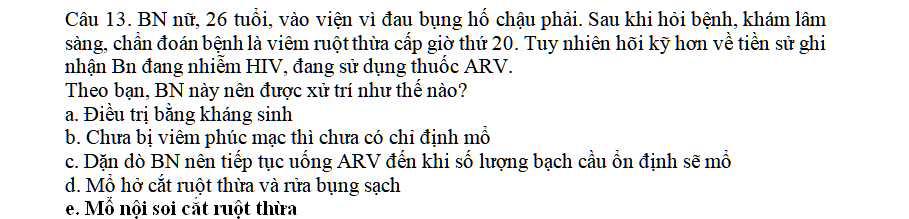 Câu 13. BN nữ, 26 tuổi, vào viện vì đau bụng hố chậu phải. Sau khi hỏi bệnh, khám lâm
sàng, chẩn đoán bệnh là viêm ruột thừa cấp giờ thứ 20. Tuy nhiên hõi kỹ hơn về tiền sử ghi
nhận Bn đang nhiễm HIV, đang sử dụng thuốc ARV.
Theo bạn, BN này nên được xử trí như thế nào?
a. Điều trị bằng kháng sinh
b. Chưa bị viêm phúc mạc thì chưa có chỉ định mổ
c. Dặn dò BN nên tiếp tục uống ARV đến khi số lượng bạch cầu ổn định sẽ mổ
d. Mổ hở cắt ruột thừa và rửa bụng sạch
e. Mổ nội soi cắt ruột thừa